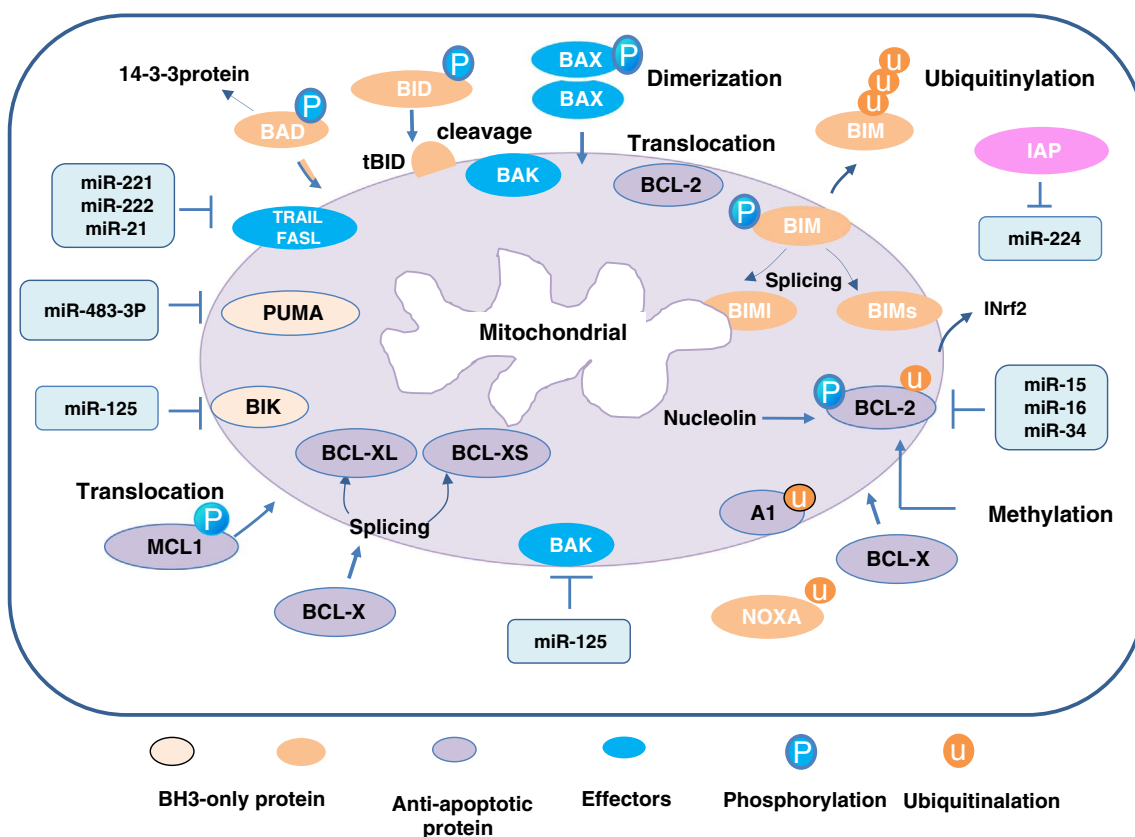 14-3-3protein
P
BAD
P
BID
cleavage
tBID
BAK
BAX
P
BAX
Dimerization
Translocation
BCL-2
u
u
u
BIM
Ubiquitinylation
IAP
miR-224
miR-221
miR-222
miR-21
TRAIL
FASL
P
BIM
Splicing
BIMl
BIMs
INrf2
miR-483-3P
PUMA
Mitochondrial
miR-125
BIK
Nucleolin
P
u
BCL-2
miR-15
miR-16
miR-34
BCL-XL
BCL-XS
Translocation
P
MCL1
Splicing
BCL-X
BAK
miR-125
A1
u
Methylation
BCL-X
NOXA
u
P
u
BH3-only protein
Anti-apoptotic
protein
Effectors
Phosphorylation
Ubiquitinalation